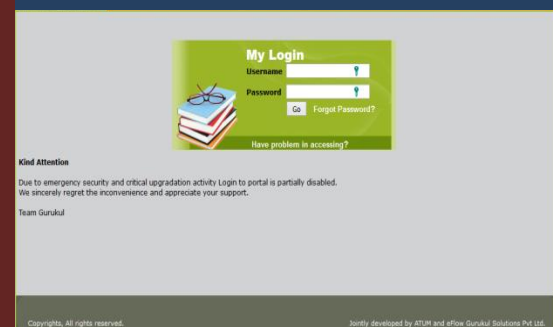 My Login
Username
Password
Go Forgot Password?
Have problem in accessing?
Kind Attention
Due to emergency security and critical upgradation activity Login to portal is partially disabled.
We sincerely regret the inconvenience and appreciate your support.
Team Gurukul
Copyrights, All rights reserved. Jointly developed by ATUM and eFlow Gurukul Solutions Pvt Ltd.